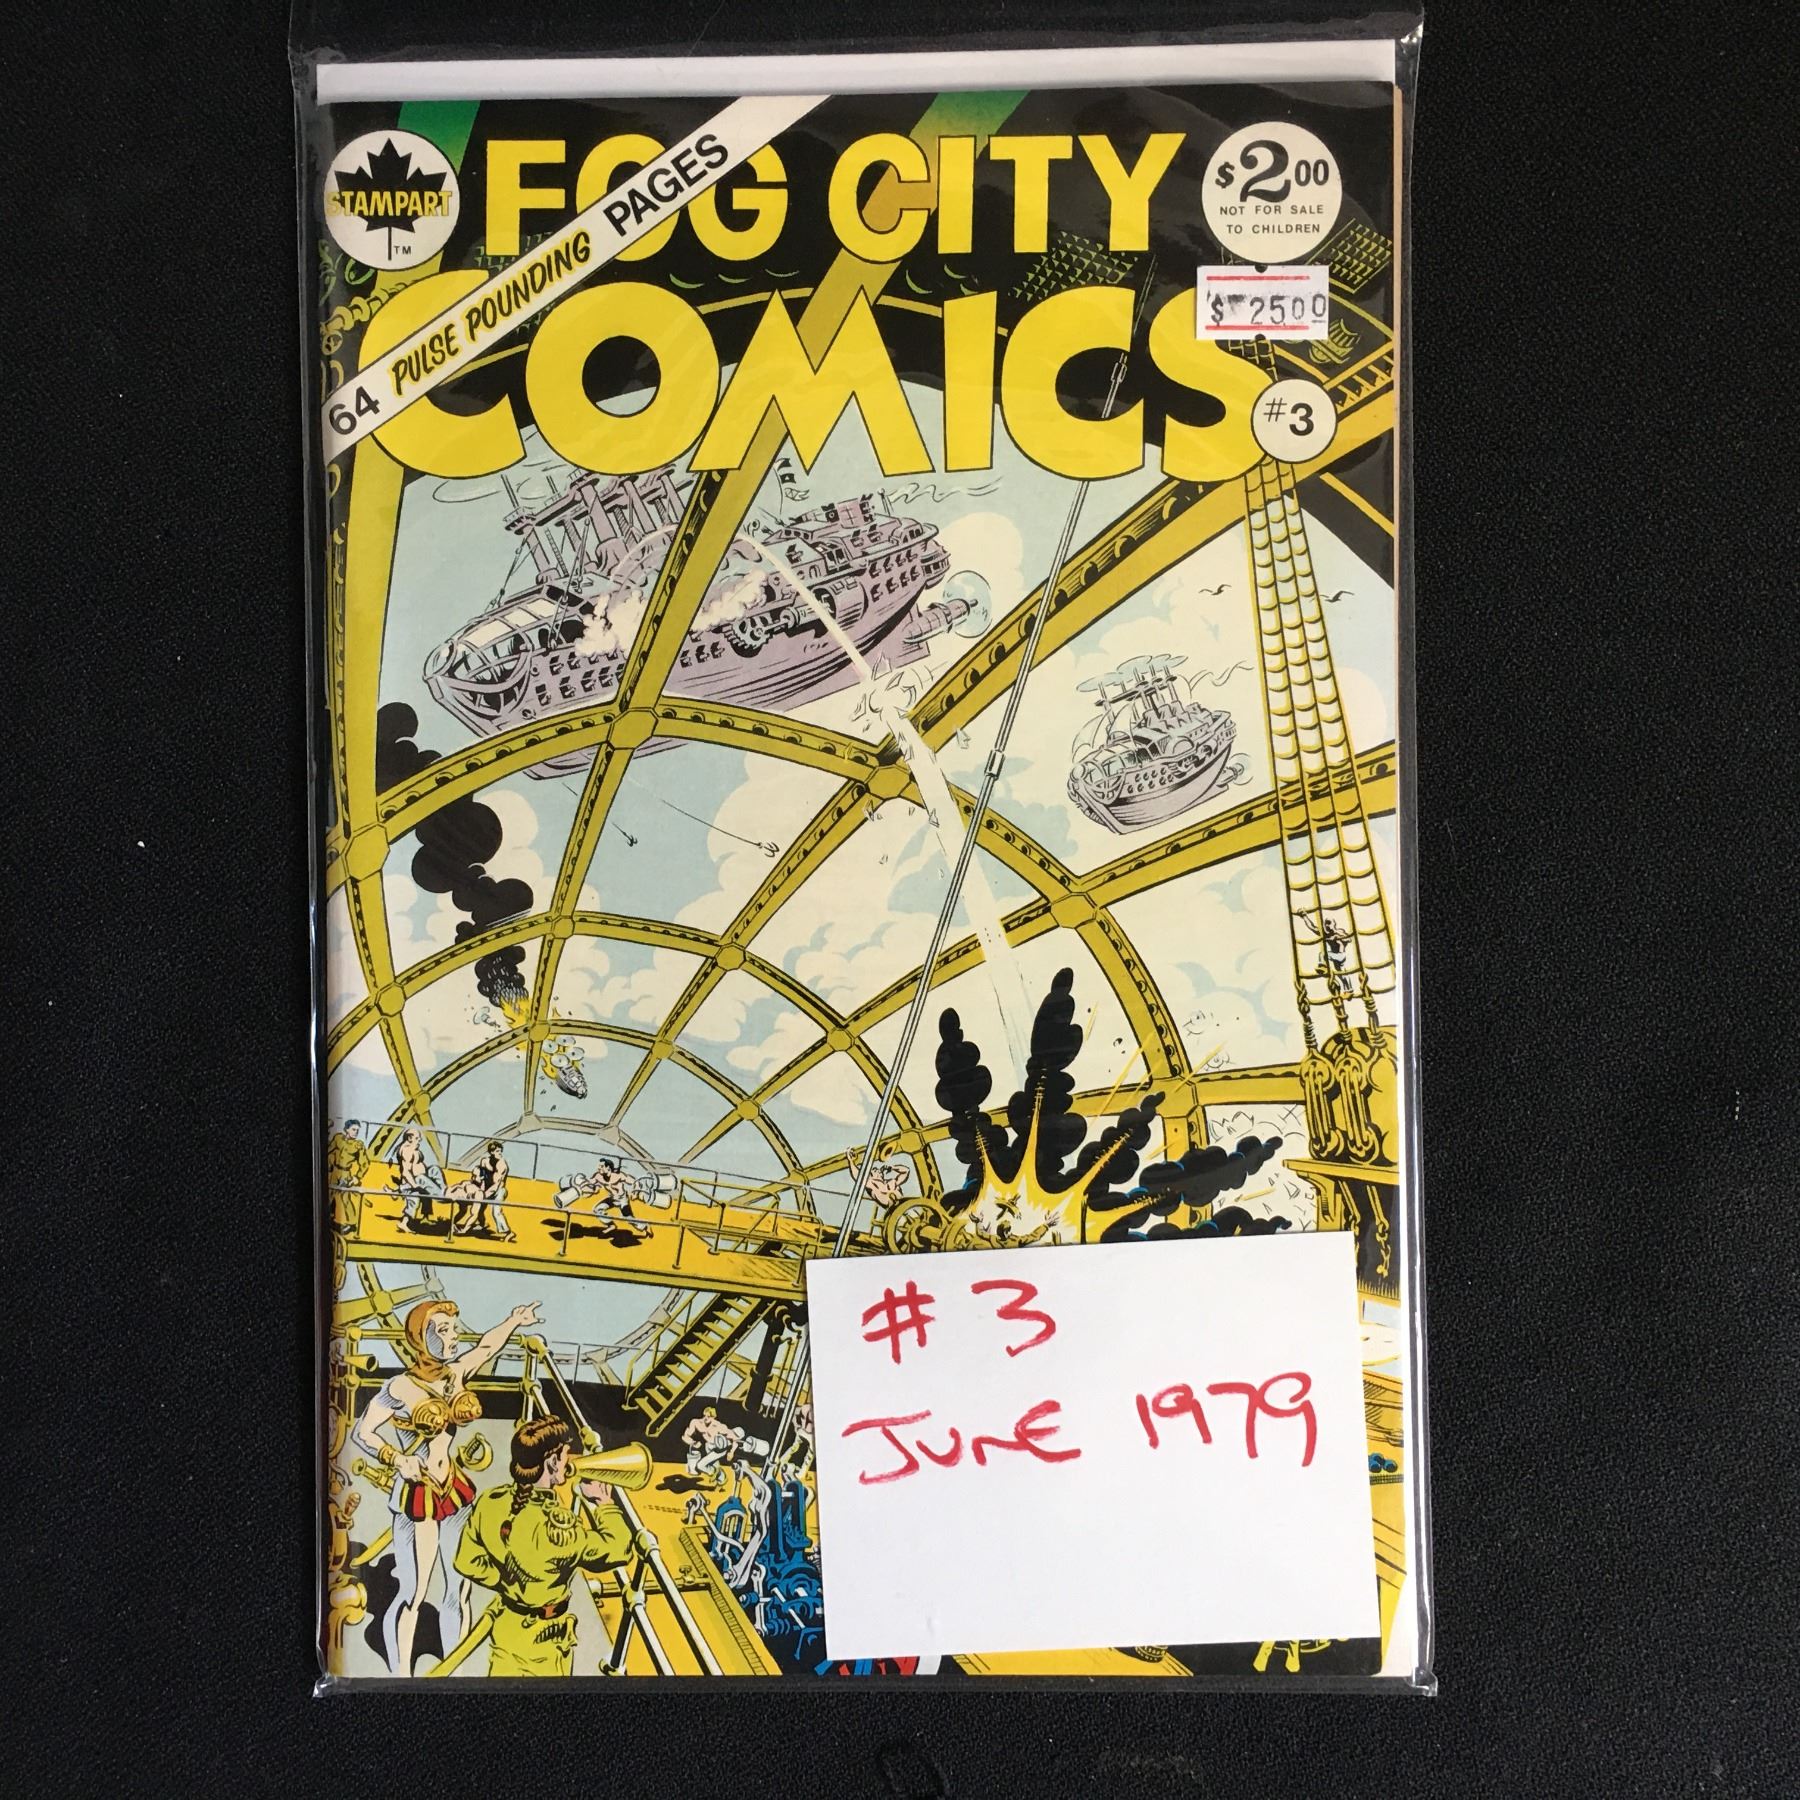 STAMPART
TM
FOG CITY
COMICS
64 PULSE POUNDING PAGES
$2.00
NOT FOR SALE
TO CHILDREN
$ 25.00
#3
# 3
JUNE 1979